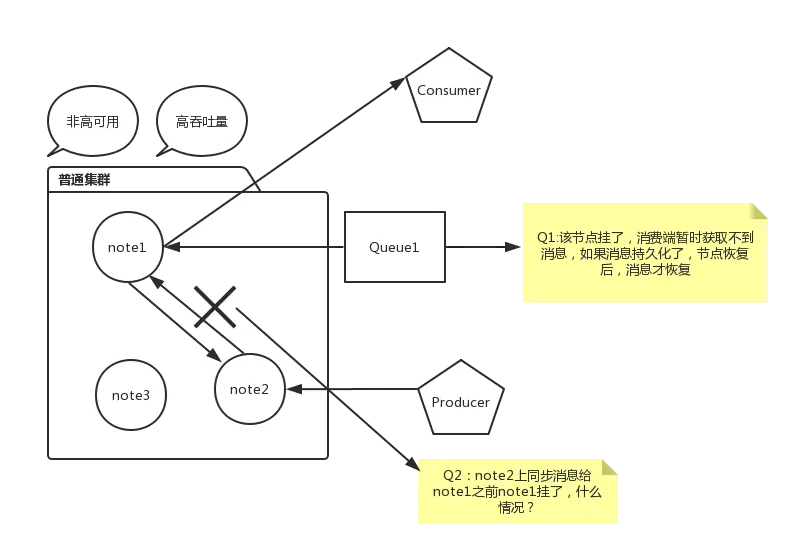 Consumer
非高可用
高吞吐量
普通集群
note1
Queue1
Q1:该节点挂了，消费端暂时获取不到
消息，如果消息持久化了，节点恢复
后，消息才恢复
note3
note2
Producer
Q2：note2上同步消息给
note1之前note1挂了，什么
情况？